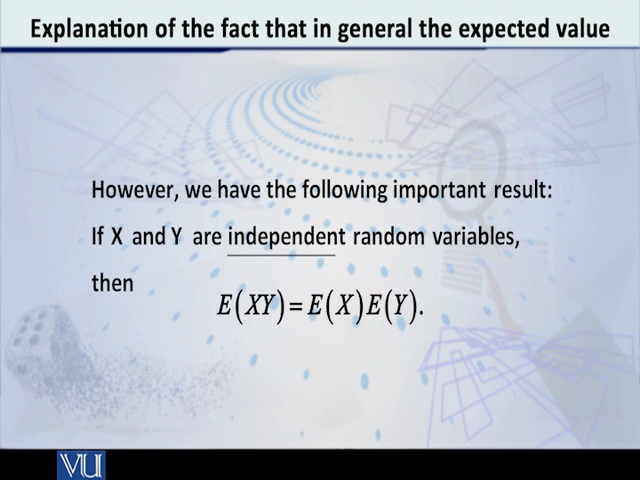 Explanation of the fact that in general the expected value
However, we have the following important result:
If X and Y are independent random variables,
then
E(XY)=E(X)E(Y).
VU